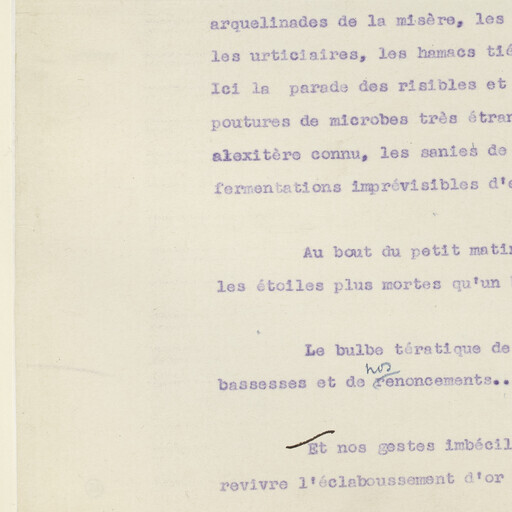 arquelinades de la misère, les
les urticiaires, les hamacs tié
Ici la parade des risibles et
poutures de microbes très étran
alexitère connu, les sanies de
fermentations imprévisibles d'e
Au bout du petit matin
les étoiles plus mortes qu'un
Le bulbe tératique de
nos
bassesses et de renoncements..
Et nos gestes imbécil
revivre l'éclaboussement d'or